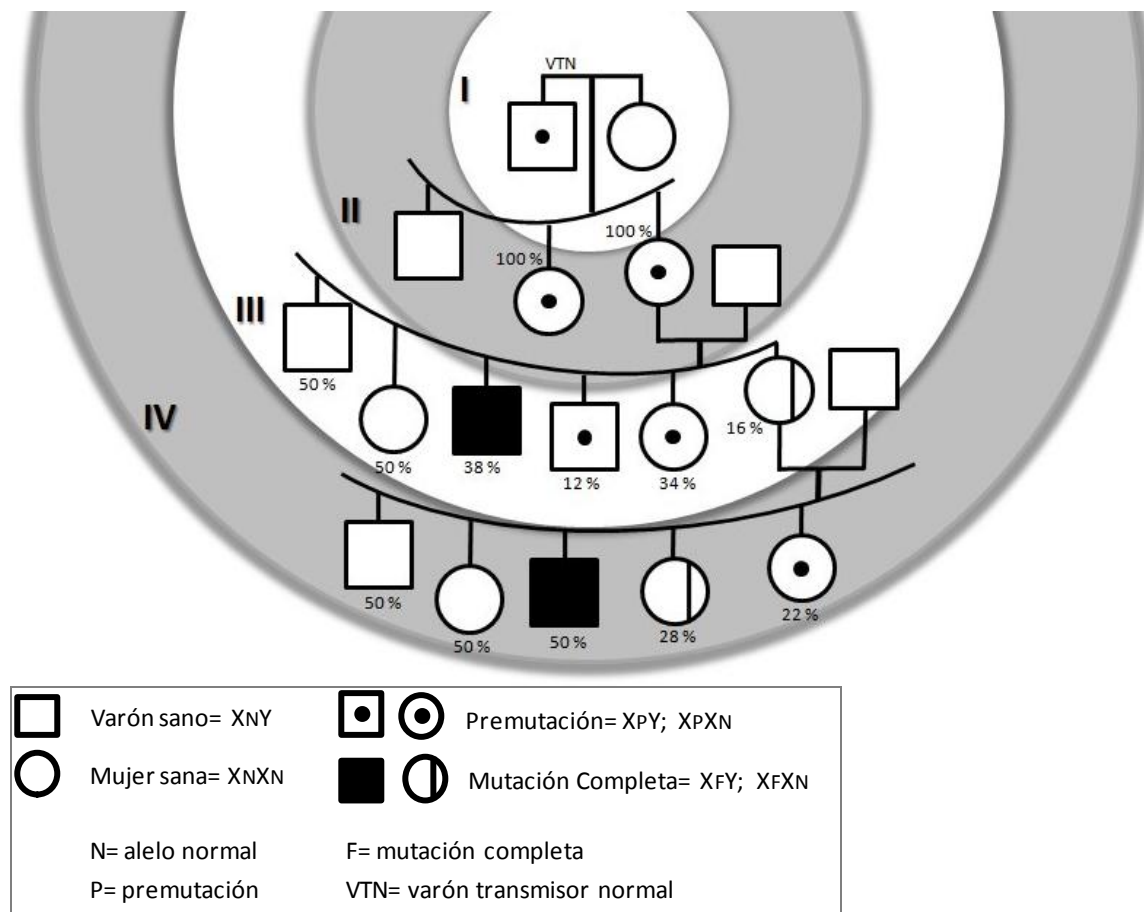 VTN
I
II
100 %
100 %
III
50 %
16 %
IV
50 %
38 %
12 %
34 %
50 %
50 %
50 %
28 %
22 %
Varón sano= XNY
Premutación= XPY; XPXN
Mujer sana= XNXN
Mutación Completa= XFY; XFXN
N= alelo normal
F= mutación completa
P= premutación
VTN= varón transmisor normal